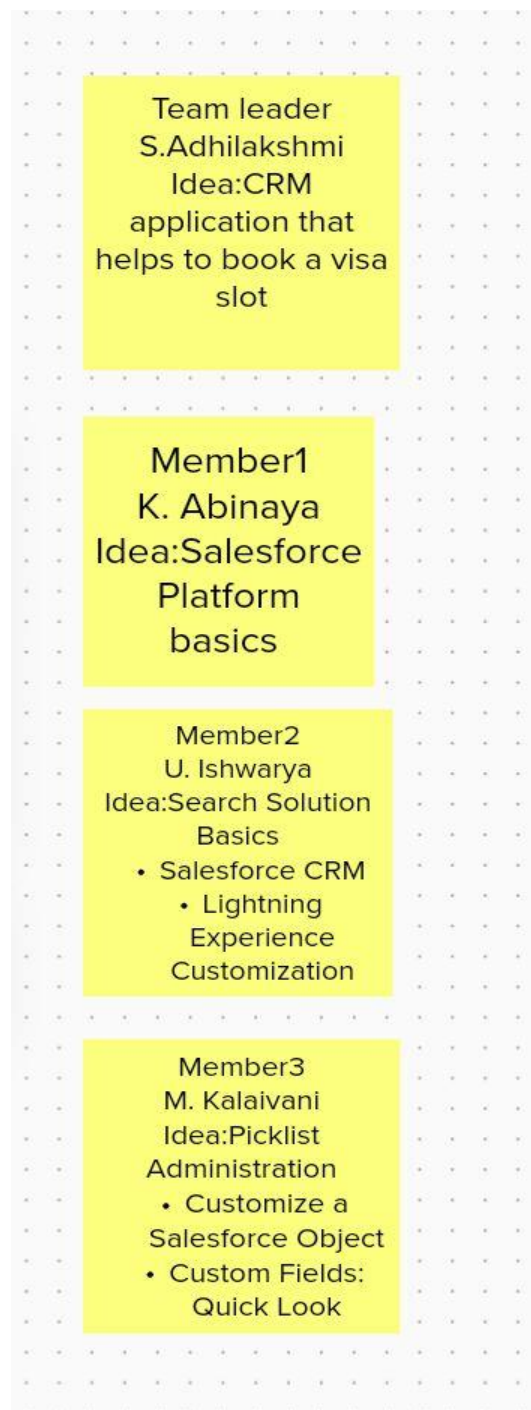 Team leader
S.Adhilakshmi
Idea:CRM
application that
helps to book a visa
slot
Member1
K. Abinaya
Idea:Salesforce
Platform
basics
Member2
U. Ishwarya
Idea:Search Solution
Basics
• Salesforce CRM
• Lightning
Experience
Customization
Member3
M. Kalaivani
Idea:Picklist
Administration
• Customize a
Salesforce Object
• Custom Fields:
Quick Look